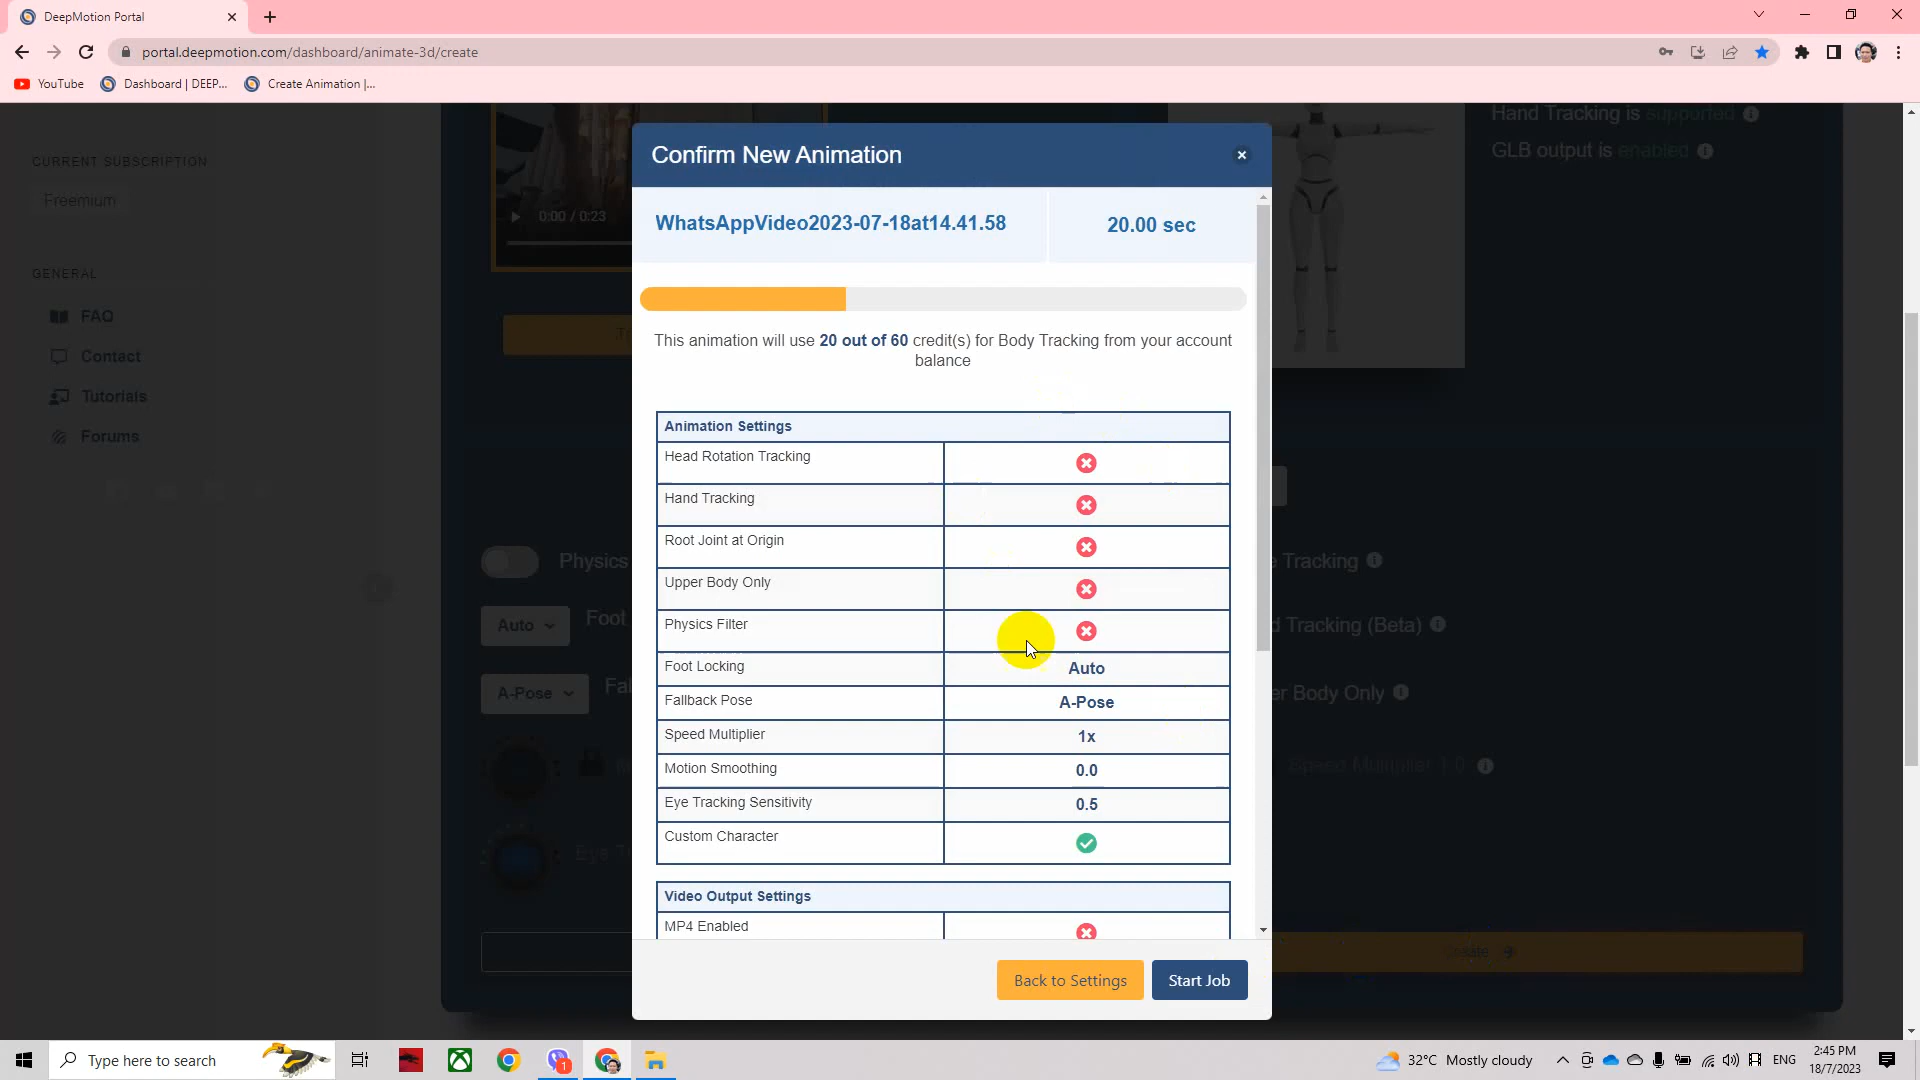 DeepMotion Portal
portal.deepmotion.com/dashboard/animate-3d/create
YouTube
Dashboard | DEEP...
Create Animation |...
Hand Tracking is supported
GLB output is enabled
CURRENT SUBSCRIPTION
Freemium
GENERAL
FAQ
Contact
Tutorials
Forums
0:00 / 0:23
Confirm New Animation
WhatsAppVideo2023-07-18at14.41.58
20.00 sec
This animation will use 20 out of 60 credit(s) for Body Tracking from your account
balance
Animation Settings
Head Rotation Tracking
Hand Tracking
Root Joint at Origin
Upper Body Only
Physics Filter
Foot Locking Auto
Fallback Pose A-Pose
Speed Multiplier 1x
Motion Smoothing 0.0
Eye Tracking Sensitivity 0.5
Custom Character
Video Output Settings
MP4 Enabled
Back to Settings
Start Job
Physics
Auto
Foot
A-Pose
Tracking
Tracking (Beta)
Body Only
Speed Multiplier 1.0
Create
Type here to search
1
32°C Mostly cloudy
ENG
2:45 PM
18/7/2023